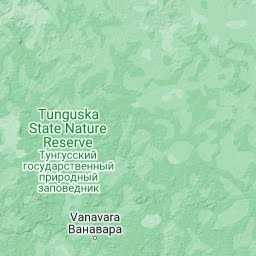 Tunguska
State Nature
Reserve
Тунгусский
государственный
природный
заповедник
Vanavara
Ванавара